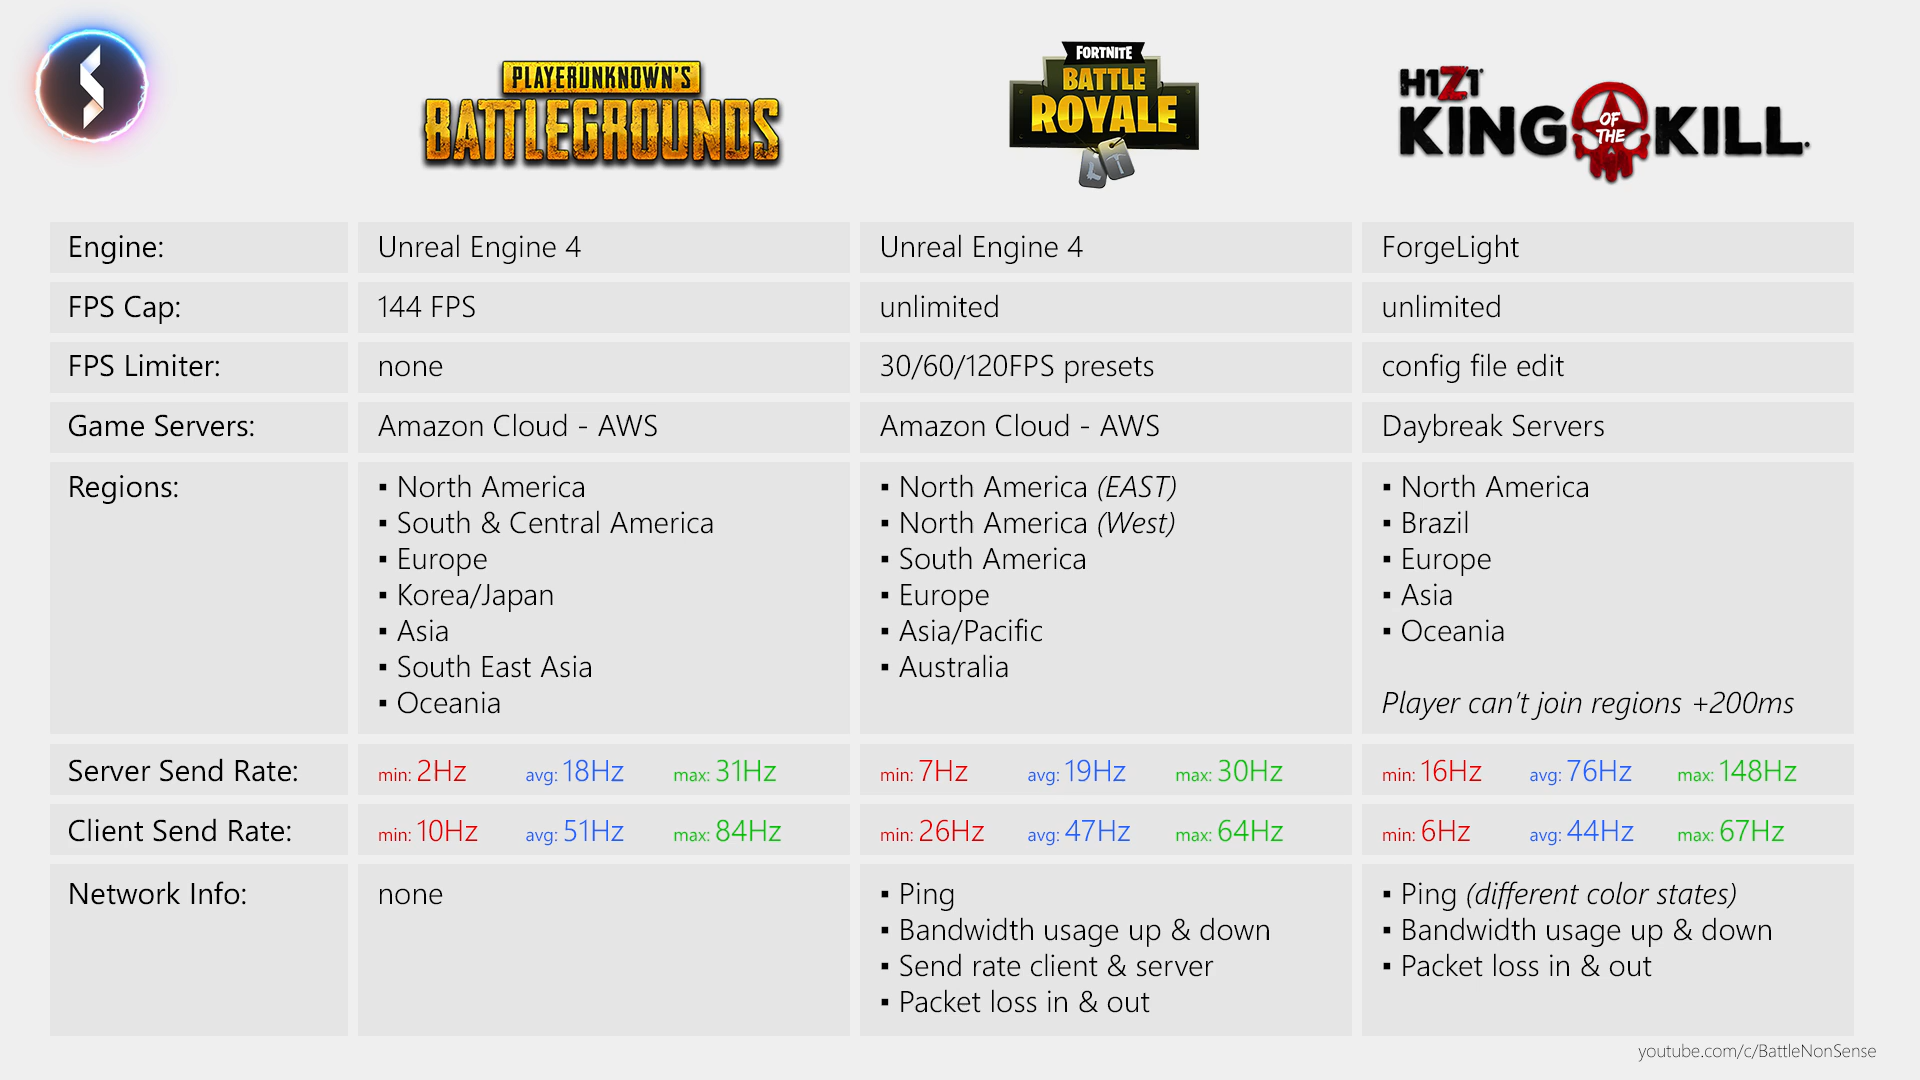 PLAYERUNKNOWN'S
BATTLEGROUNDS
FORTNITE
BATTLE
ROYALE
H1Z1
KING OF THE KILL.
Engine:
Unreal Engine 4
Unreal Engine 4
ForgeLight
FPS Cap:
144 FPS
unlimited
unlimited
FPS Limiter:
none
30/60/120FPS presets
config file edit
Game Servers:
Amazon Cloud - AWS
Amazon Cloud - AWS
Daybreak Servers
Regions:
▪ North America
▪ South & Central America
▪ Europe
▪ Korea/Japan
▪ Asia
▪ South East Asia
▪ Oceania
▪ North America (EAST)
▪ North America (West)
▪ South America
▪ Europe
▪ Asia/Pacific
▪ Australia
▪ North America
▪ Brazil
▪ Europe
▪ Asia
▪ Oceania
Player can't join regions +200ms
Server Send Rate:
min: 2Hz avg: 18Hz max: 31Hz
min: 7Hz avg: 19Hz max: 30Hz
min: 16Hz avg: 76Hz max: 148Hz
Client Send Rate:
min: 10Hz avg: 51Hz max: 84Hz
min: 26Hz avg: 47Hz max: 64Hz
min: 6Hz avg: 44Hz max: 67Hz
Network Info:
none
▪ Ping
▪ Bandwidth usage up & down
▪ Send rate client & server
▪ Packet loss in & out
▪ Ping (different color states)
▪ Bandwidth usage up & down
▪ Packet loss in & out
youtube.com/c/BattleNonSense